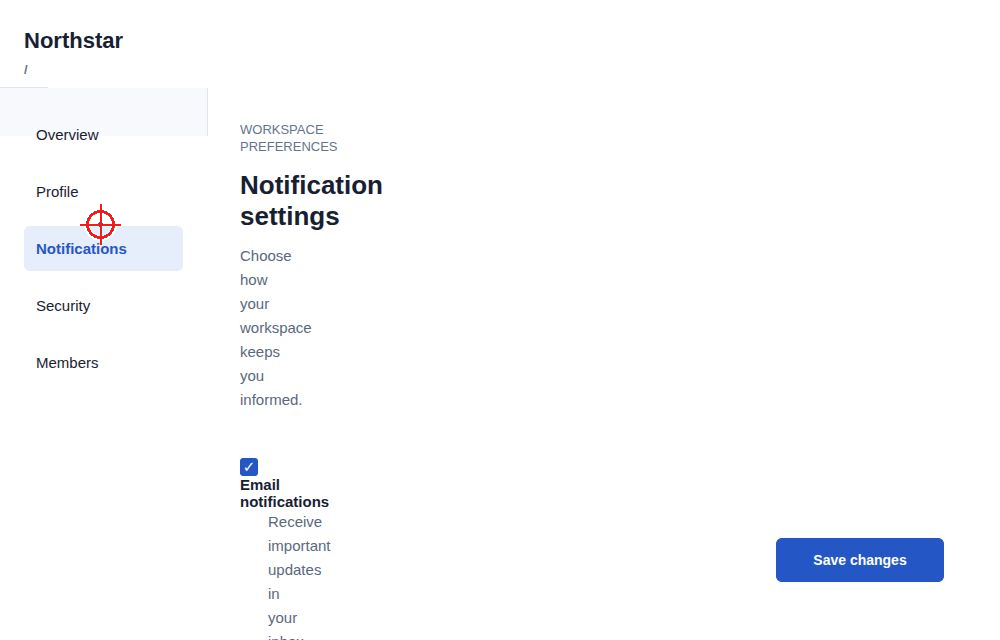 Northstar
/
Overview
Profile
Notifications
Security
Members
WORKSPACE
PREFERENCES
Notification
settings
Choose
how
your
workspace
keeps
you
informed.
✓
Email
notifications
Receive
important
updates
in
your
inbox
Save changes